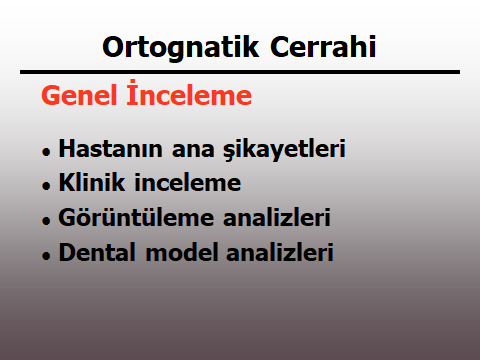 Ortognatik Cerrahi
Genel İnceleme
● Hastanın ana şikayetleri
● Klinik inceleme
● Görüntüleme analizleri
● Dental model analizleri